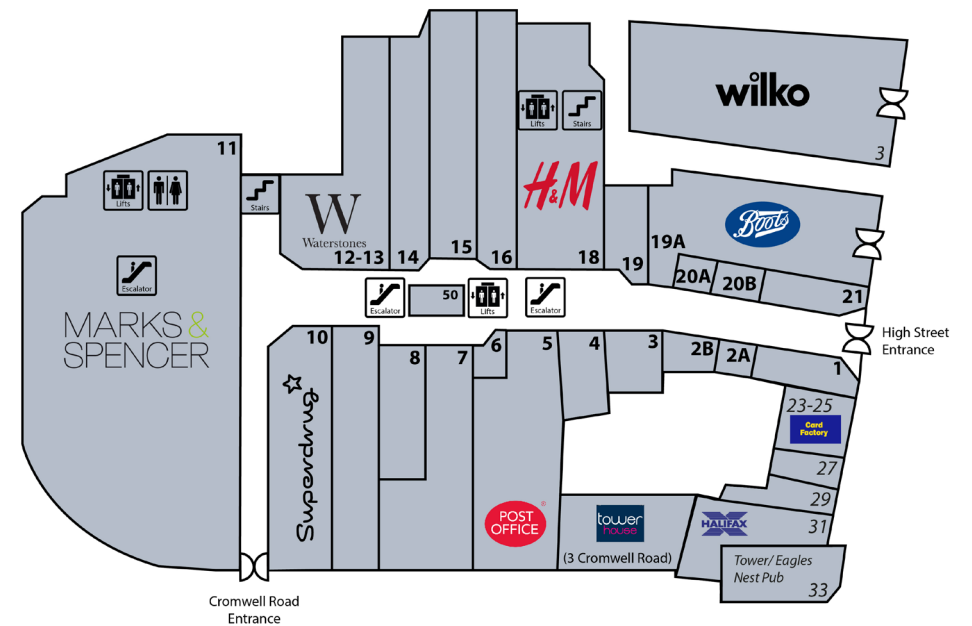 wilko
3
11
Lifts
Stairs
Lifts
Stairs
H&M
Waterstones
W
12-13
14
15
16
18
19
19A
Boots
20A
20B
21
Escalator
MARKS &
SPENCER
Escalator
50
Lifts
Escalator
High Street
Entrance
10
9
8
7
6
5
4
3
2B
2A
1
Superdrug
23-25
Card
Factory
27
29
31
POST
OFFICE
tower
house
(3 Cromwell Road)
HALIFAX
Tower/ Eagles
Nest Pub
33
Cromwell Road
Entrance